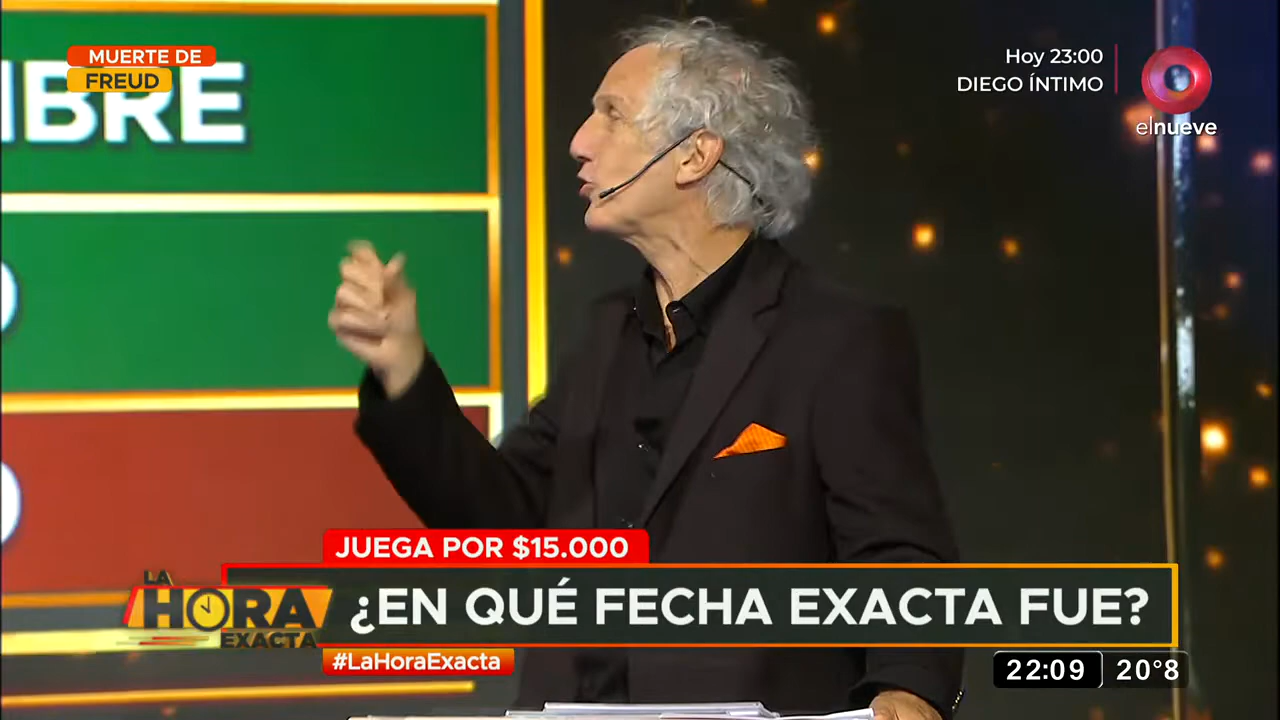 MUERTE DE
FREUD
Hoy 23:00
DIEGO ÍNTIMO
elnueve
JUEGA POR $15.000
LA
HORA
EXACTA
¿EN QUÉ FECHA EXACTA FUE?
#LaHoraExacta
22:09 20°8